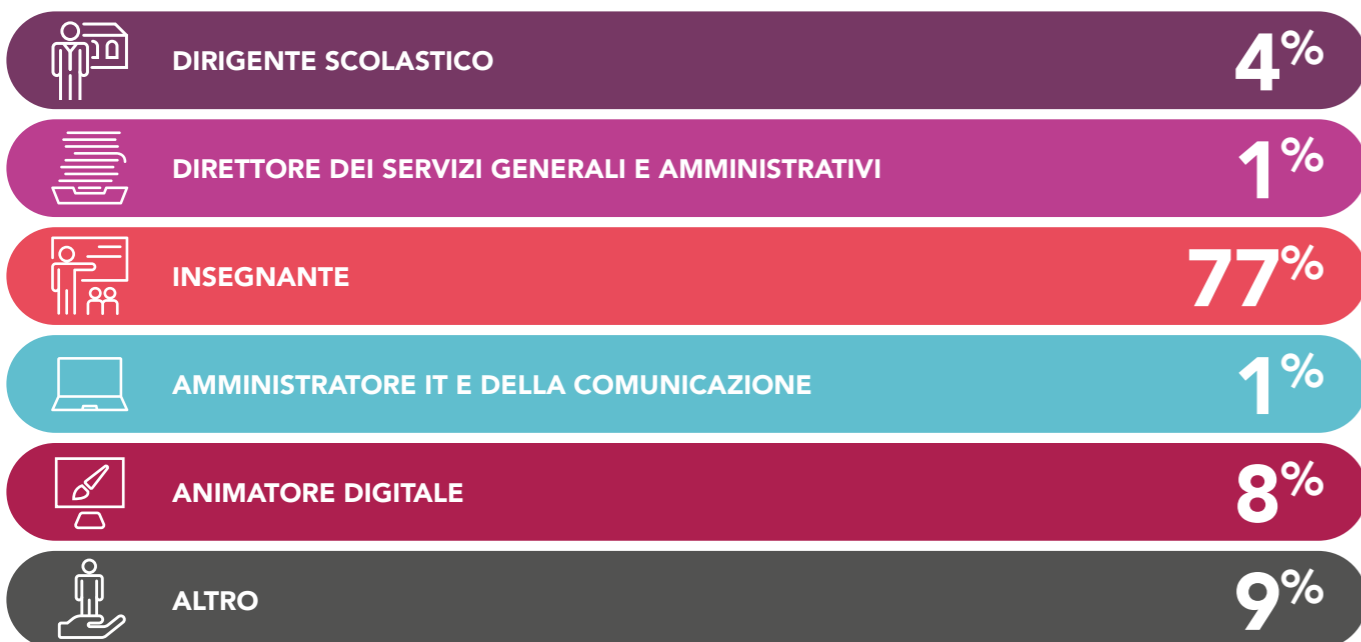 DIRIGENTE SCOLASTICO 4%
DIRETTORE DEI SERVIZI GENERALI E AMMINISTRATIVI 1%
INSEGNANTE 77%
AMMINISTRATORE IT E DELLA COMUNICAZIONE 1%
ANIMATORE DIGITALE 8%
ALTRO 9%